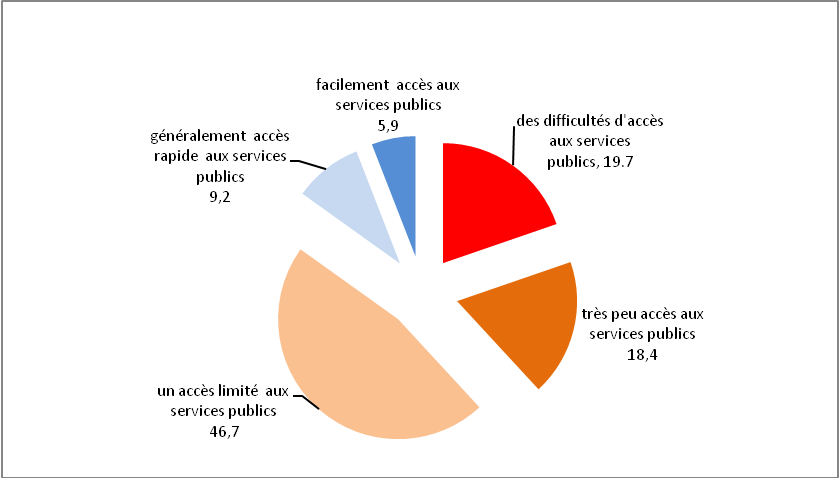 facilement accès aux
services publics
5,9
des difficultés d'accès
aux services
publics, 19.7
généralement accès
rapide aux services
publics
9,2
très peu accès aux
services publics
18,4
un accès limité aux
services publics
46,7